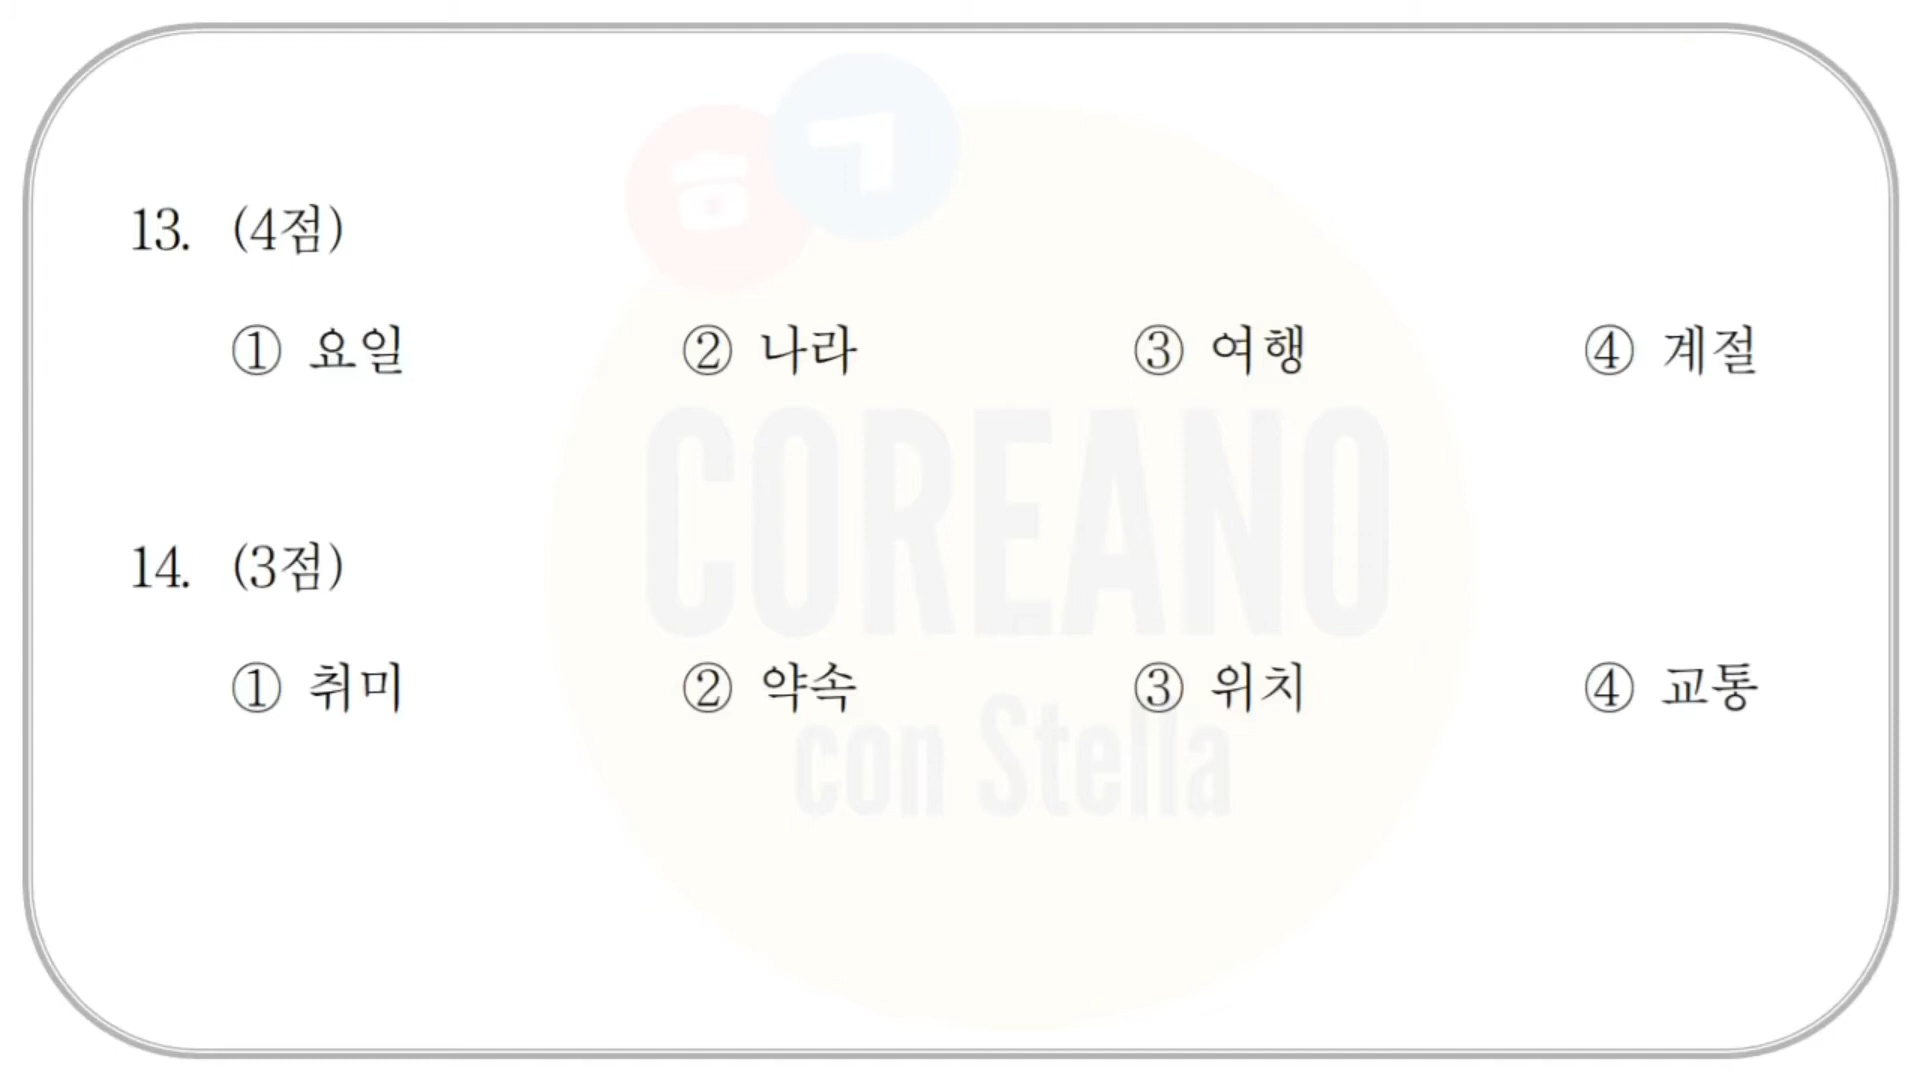 ㅎ ㄱ
13. (4점)
① 요일 ② 나라 ③ 여행 ④ 계절
COREANO
14. (3점)
① 취미 ② 약속 ③ 위치 ④ 교통
con Stella